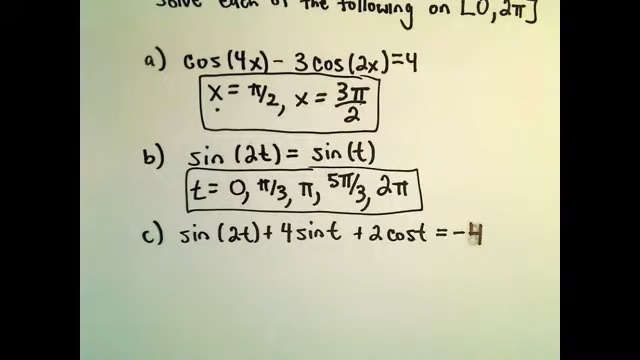 solve each of the following on [0, 2π]
a) cos(4x) - 3cos(2x) = 4
x = π/2, x = 3π/2
b) sin(2t) = sin(t)
t = 0, π/3, π, 5π/3, 2π
c) sin(2t) + 4sint + 2cost = -4